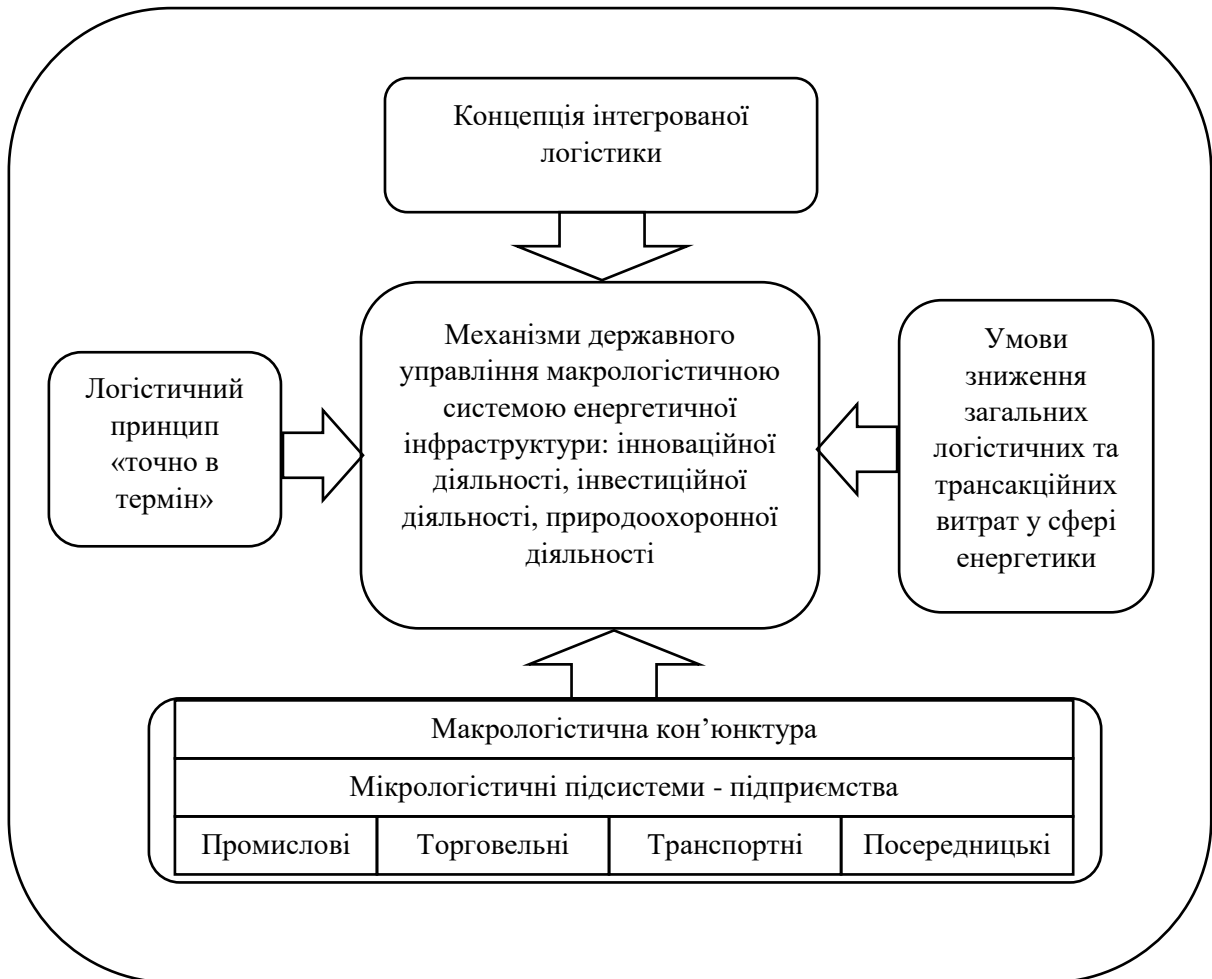 Концепція інтегрованої
логістики
Логістичний
принцип
«точно в
термін»
Механізми державного
управління макрологістичною
системою енергетичної
інфраструктури: інноваційної
діяльності, інвестиційної
діяльності, природоохоронної
діяльності
Умови
зниження
загальних
логістичних та
трансакційних
витрат у сфері
енергетики
Макрологістична кон’юнктура
Мікрологістичні підсистеми - підприємства
Промислові Торговельні Транспортні Посередницькі